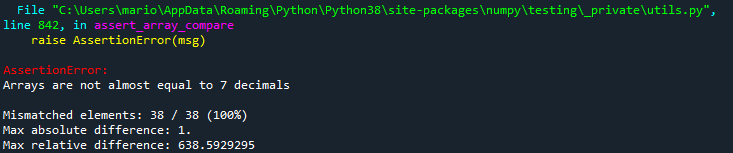 File "C:\Users\mario\AppData\Roaming\Python\Python38\site-packages\numpy\testing\_private\utils.py",
line 842, in assert_array_compare
raise AssertionError(msg)
AssertionError:
Arrays are not almost equal to 7 decimals
Mismatched elements: 38 / 38 (100%)
Max absolute difference: 1.
Max relative difference: 638.5929295